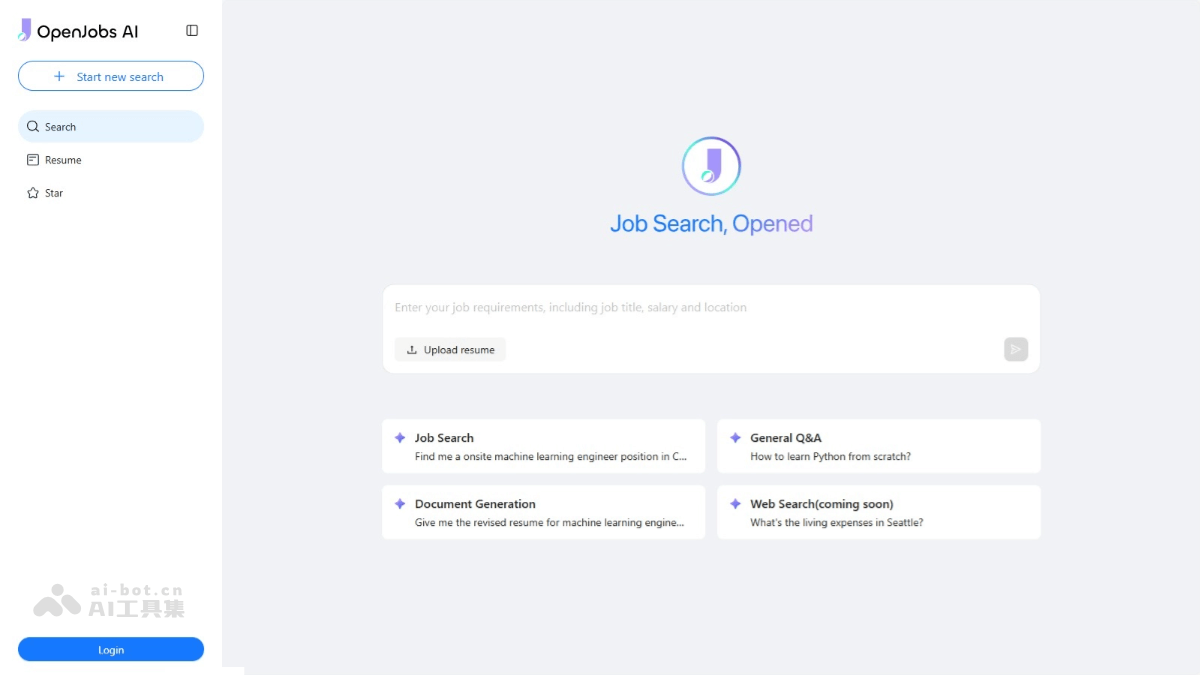 OpenJobs AI
Start new search
Search
Resume
Star
Job Search, Opened
Enter your job requirements, including job title, salary and location
Upload resume
Job Search
Find me a onsite machine learning engineer position in C...
General Q&A
How to learn Python from scratch?
Document Generation
Give me the revised resume for machine learning engine...
Web Search(coming soon)
What's the living expenses in Seattle?
ai-bot.cn
AI工具集
Login